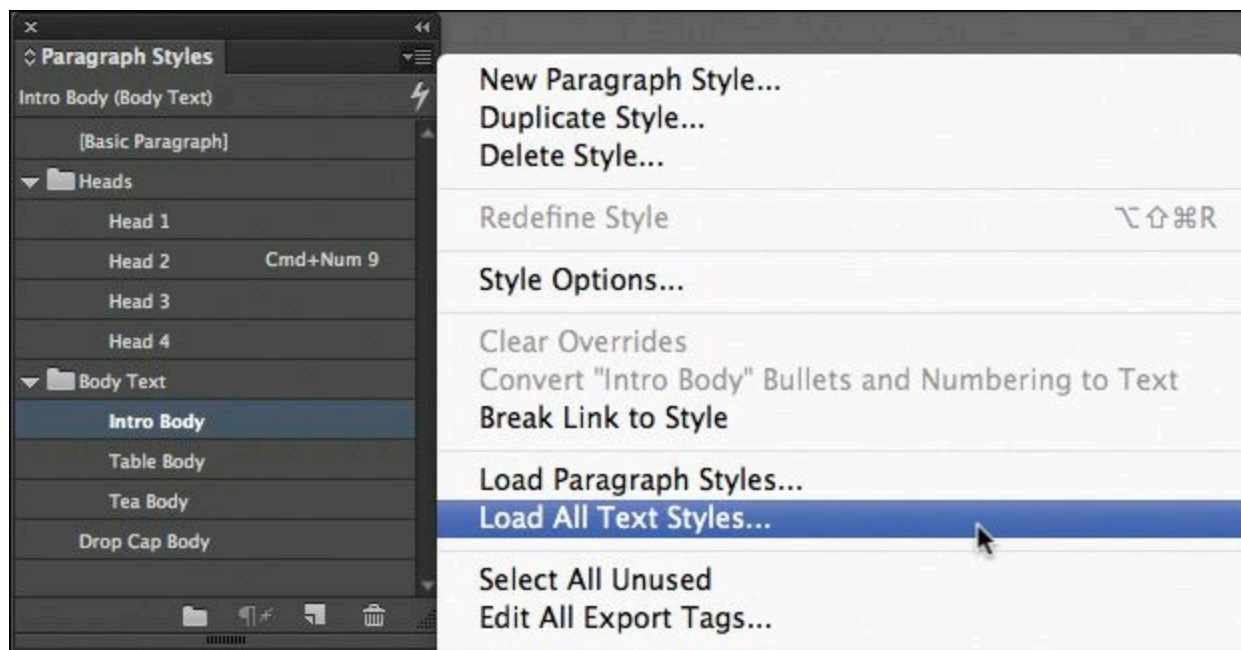 Paragraph Styles
Intro Body (Body Text)
[Basic Paragraph]
Heads
Head 1
Head 2 Cmd+Num 9
Head 3
Head 4
Body Text
Intro Body
Table Body
Tea Body
Drop Cap Body
New Paragraph Style...
Duplicate Style...
Delete Style...
Redefine Style ⌥⇧⌘R
Style Options...
Clear Overrides
Convert "Intro Body" Bullets and Numbering to Text
Break Link to Style
Load Paragraph Styles...
Load All Text Styles...
Select All Unused
Edit All Export Tags...